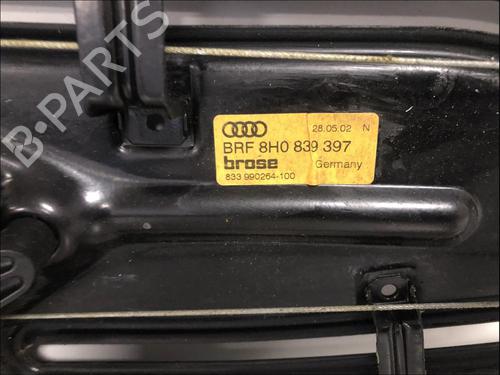 B-PARTS
28.05.02 N
BRF 8H0 839 397
brose Germany
833 990264-100